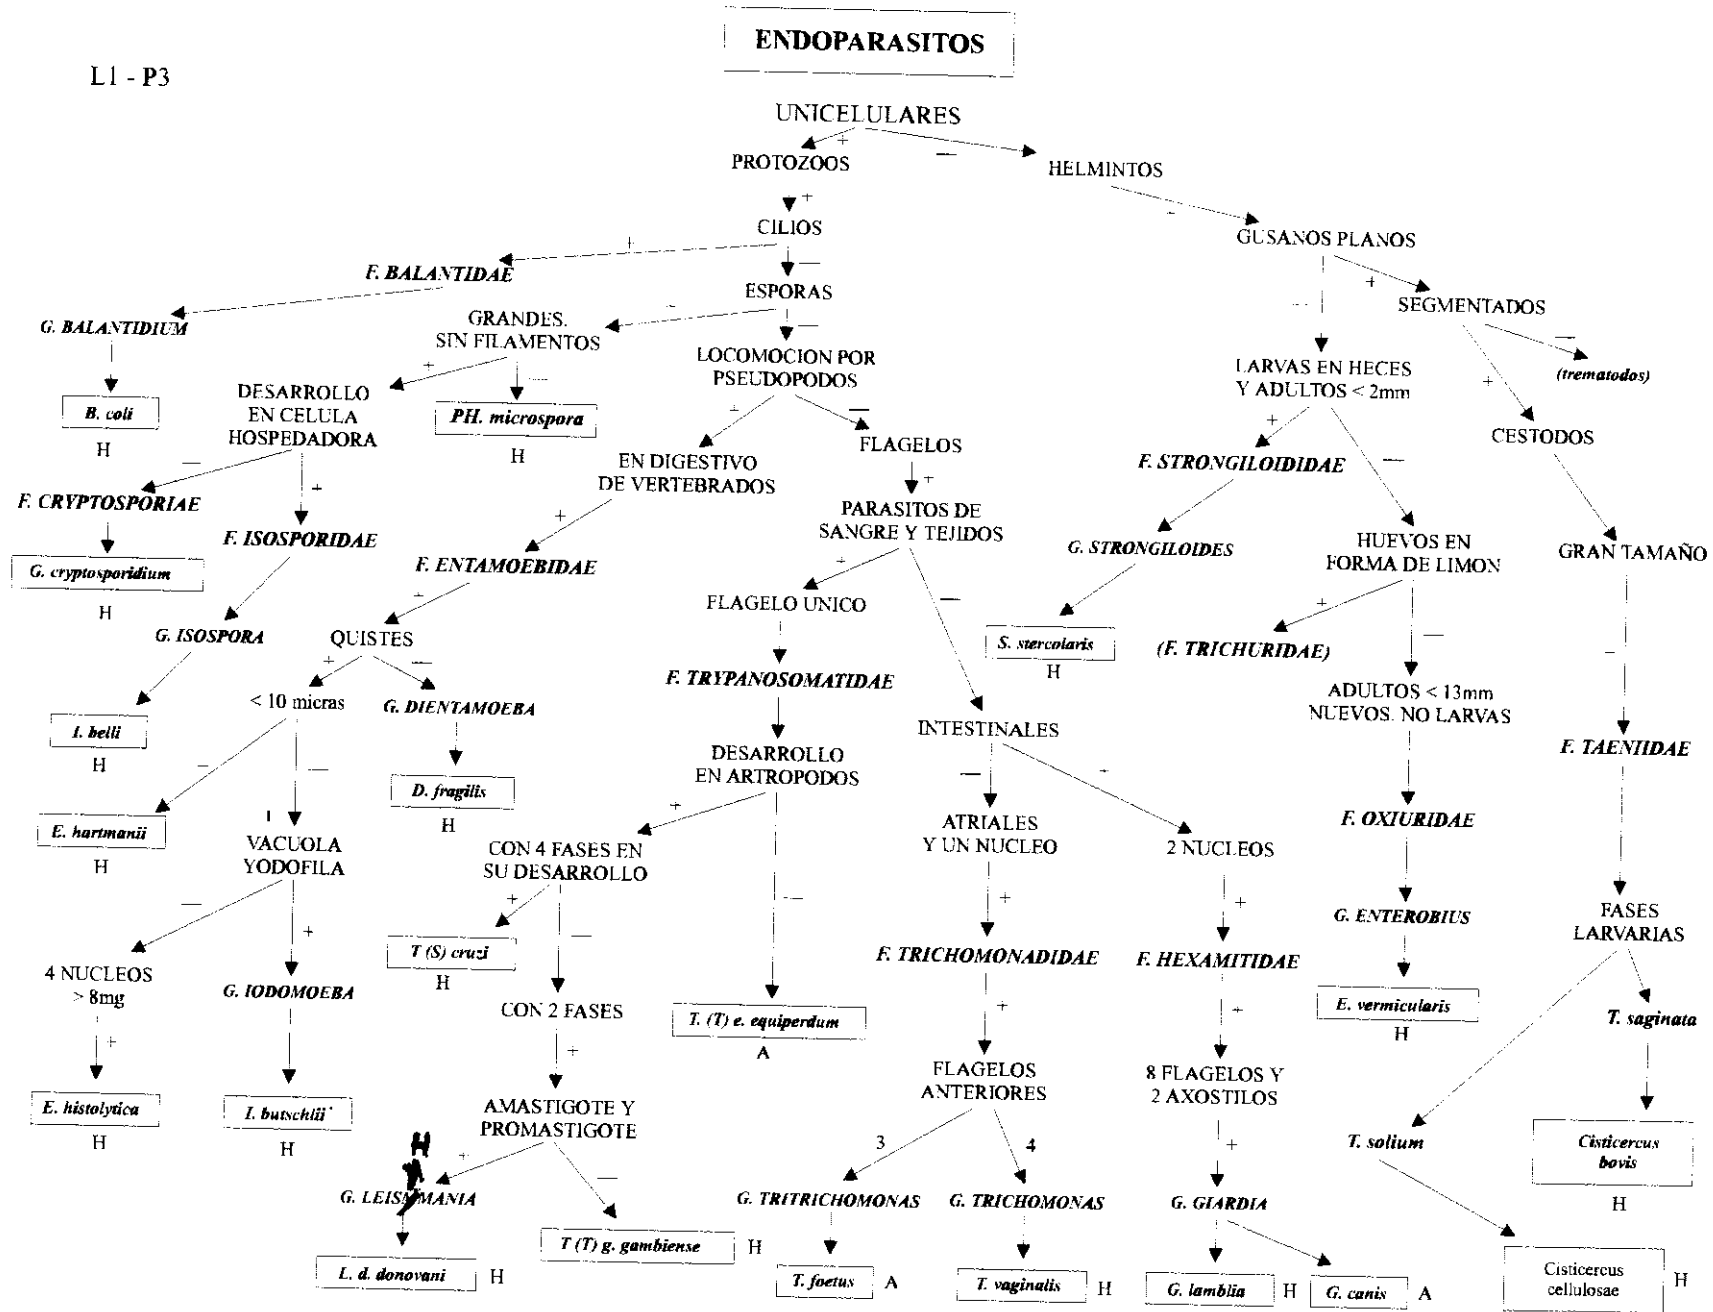 ENDOPARASITOS
L1 - P3
UNICELULARES
+
—
PROTOZOOS
HELMINTOS
+
CILIOS
GUSANOS PLANOS
+
—
F. BALANTIDAE
ESPORAS
+
SEGMENTADOS
G. BALANTIDIUM
GRANDES.
SIN FILAMENTOS
—
LOCOMOCION POR
PSEUDOPODOS
LARVAS EN HECES
Y ADULTOS < 2mm
—
(trematodos)
B. coli
H
+
DESARROLLO
EN CELULA
HOSPEDADORA
PH. microspora
H
+
—
FLAGELOS
+
—
+
CESTODOS
—
+
EN DIGESTIVO
DE VERTEBRADOS
+
F. STRONGILOIDIDAE
F. CRYPTOSPORIAE
F. ISOSPORIDAE
+
PARASITOS DE
SANGRE Y TEJIDOS
G. STRONGILOIDES
HUEVOS EN
FORMA DE LIMON
GRAN TAMAÑO
G. cryptosporidium
H
F. ENTAMOEBIDAE
+
—
FLAGELO UNICO
+
—
G. ISOSPORA
QUISTES
S. stercolaris
H
(F. TRICHURIDAE)
+
—
F. TRYPANOSOMATIDAE
ADULTOS < 13mm
NUEVOS. NO LARVAS
< 10 micras
G. DIENTAMOEBA
I. belli
H
INTESTINALES
F. TAENIIDAE
DESARROLLO
EN ARTROPODOS
D. fragilis
H
+
—
E. hartmanii
H
VACUOLA
YODOFILA
CON 4 FASES EN
SU DESARROLLO
ATRIALES
Y UN NUCLEO
2 NUCLEOS
F. OXIURIDAE
—
+
+
—
+
+
G. ENTEROBIUS
FASES
LARVARIAS
4 NUCLEOS
> 8mg
G. IODOMOEBA
T (S) cruzi
H
F. TRICHOMONADIDAE
F. HEXAMITIDAE
E. vermicularis
H
T. saginata
+
CON 2 FASES
T. (T) e. equiperdum
A
+
+
+
E. histolytica
H
I. butschlii
H
AMASTIGOTE Y
PROMASTIGOTE
FLAGELOS
ANTERIORES
8 FLAGELOS Y
2 AXOSTILOS
H
+
—
3
4
+
T. solium
Cisticercus
bovis
H
G. LEISHMANIA
G. TRITRICHOMONAS
G. TRICHOMONAS
G. GIARDIA
T (T) g. gambiense
H
L. d. donovani
H
T. foetus
A
T. vaginalis
H
G. lamblia
H
G. canis
A
Cisticercus
cellulosae
H